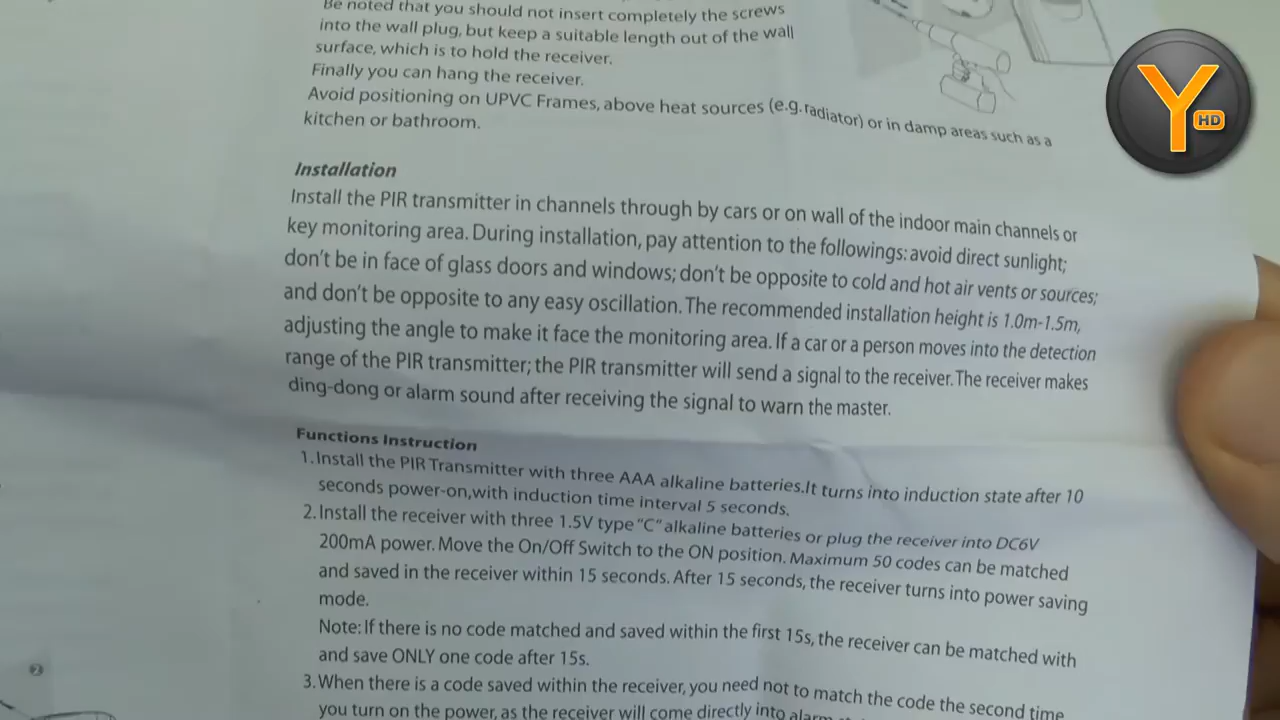 Be noted that you should not insert completely the screws
into the wall plug, but keep a suitable length out of the wall
surface, which is to hold the receiver.
Finally you can hang the receiver.
Avoid positioning on UPVC Frames, above heat sources (e.g. radiator) or in damp areas such as a
kitchen or bathroom.
Y HD
Installation
Install the PIR transmitter in channels through by cars or on wall of the indoor main channels or
key monitoring area. During installation, pay attention to the followings: avoid direct sunlight;
don't be in face of glass doors and windows; don't be opposite to cold and hot air vents or sources;
and don't be opposite to any easy oscillation. The recommended installation height is 1.0m-1.5m,
adjusting the angle to make it face the monitoring area. If a car or a person moves into the detection
range of the PIR transmitter; the PIR transmitter will send a signal to the receiver. The receiver makes
ding-dong or alarm sound after receiving the signal to warn the master.
Functions Instruction
1. Install the PIR Transmitter with three AAA alkaline batteries.It turns into induction state after 10
seconds power-on,with induction time interval 5 seconds.
2. Install the receiver with three 1.5V type "C" alkaline batteries or plug the receiver into DC6V
200mA power. Move the On/Off Switch to the ON position. Maximum 50 codes can be matched
and saved in the receiver within 15 seconds. After 15 seconds, the receiver turns into power saving
mode.
Note: If there is no code matched and saved within the first 15s, the receiver can be matched with
and save ONLY one code after 15s.
3. When there is a code saved within the receiver, you need not to match the code the second time
you turn on the power, as the receiver will come directly into
2